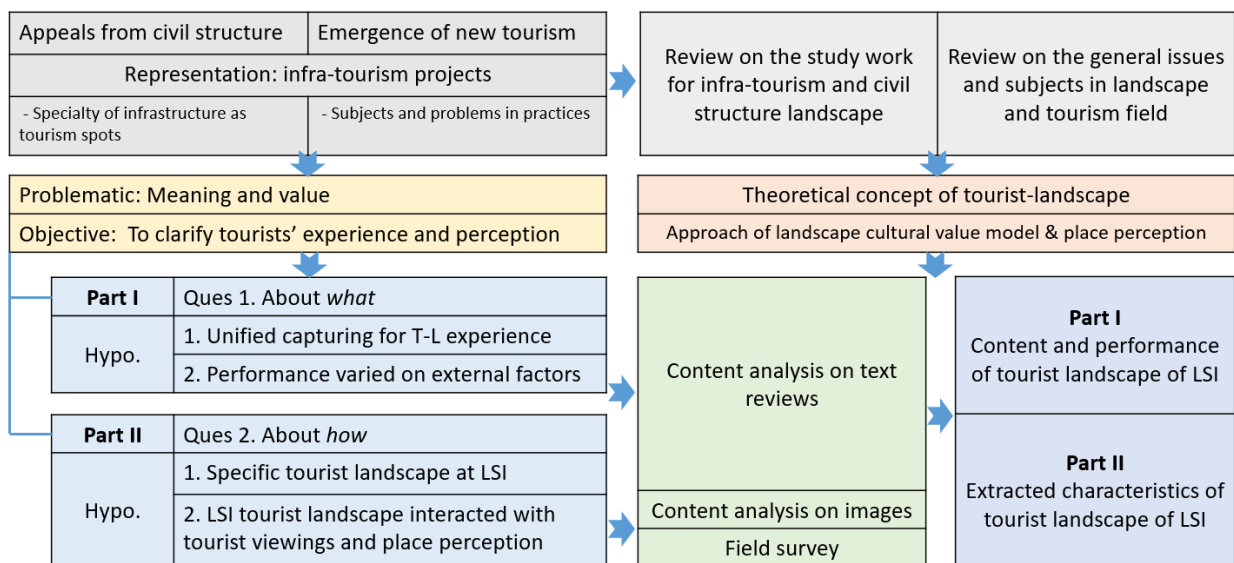 Appeals from civil structure
Emergence of new tourism
Representation: infra-tourism projects
- Specialty of infrastructure as
tourism spots
- Subjects and problems in practices
Review on the study work
for infra-tourism and civil
structure landscape
Review on the general issues
and subjects in landscape
and tourism field
Problematic: Meaning and value
Objective:  To clarify tourists’ experience and perception
Theoretical concept of tourist-landscape
Approach of landscape cultural value model & place perception
Part I
Ques 1. About what
Hypo.
1. Unified capturing for T-L experience
2. Performance varied on external factors
Part II
Ques 2. About how
Hypo.
1. Specific tourist landscape at LSI
2. LSI tourist landscape interacted with
tourist viewings and place perception
Content analysis on text
reviews
Content analysis on images
Field survey
Part I
Content and performance
of tourist landscape of LSI
Part II
Extracted characteristics of
tourist landscape of LSI